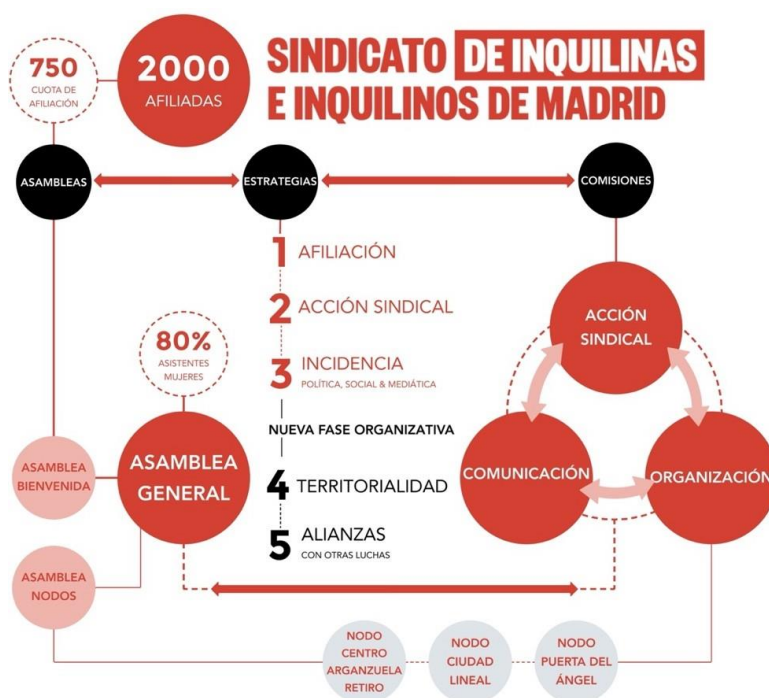 750
CUOTA DE
AFILIACIÓN
2000
AFILIADAS
SINDICATO DE INQUILINAS
E INQUILINOS DE MADRID
ASAMBLEAS
ESTRATEGIAS
COMISIONES
1 AFILIACIÓN
2 ACCIÓN SINDICAL
3 INCIDENCIA
POLÍTICA, SOCIAL & MEDIÁTICA
NUEVA FASE ORGANIZATIVA
4 TERRITORIALIDAD
5 ALIANZAS
CON OTRAS LUCHAS
80%
ASISTENTES
MUJERES
ASAMBLEA
GENERAL
ASAMBLEA
BIENVENIDA
ASAMBLEA
NODOS
ACCIÓN
SINDICAL
COMUNICACIÓN
ORGANIZACIÓN
NODO
CENTRO
ARGANZUELA
RETIRO
NODO
CIUDAD
LINEAL
NODO
PUERTA DEL
ÁNGEL